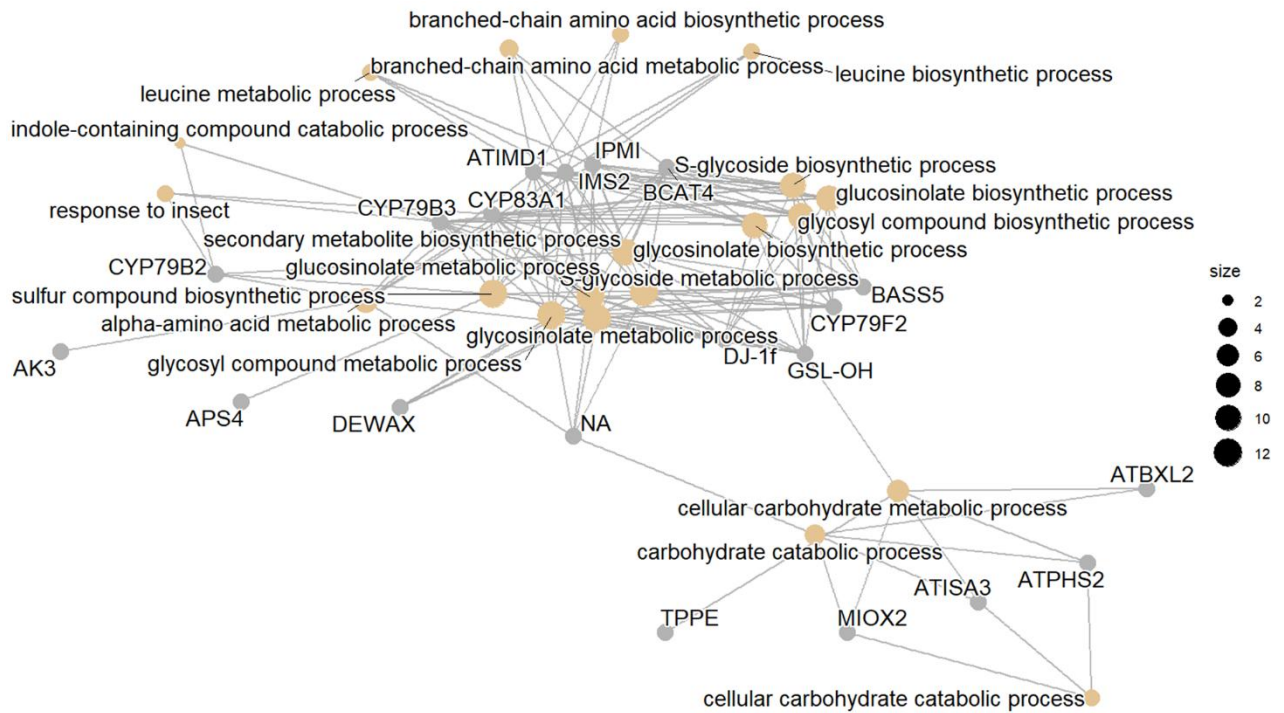 branched-chain amino acid biosynthetic process
branched-chain amino acid metabolic process
leucine biosynthetic process
leucine metabolic process
indole-containing compound catabolic process
ATIMD1
IPMI
IMS2
BCAT4
S-glycoside biosynthetic process
glucosinolate biosynthetic process
response to insect
CYP79B3
CYP83A1
glycosyl compound biosynthetic process
secondary metabolite biosynthetic process
glycosinolate biosynthetic process
CYP79B2
glucosinolate metabolic process
S-glycoside metabolic process
sulfur compound biosynthetic process
BASS5
alpha-amino acid metabolic process
CYP79F2
glycosinolate metabolic process
DJ-1f
GSL-OH
glycosyl compound metabolic process
AK3
APS4
DEWAX
NA
size
2
4
6
8
10
12
ATBXL2
cellular carbohydrate metabolic process
carbohydrate catabolic process
ATPHS2
ATISA3
TPPE
MIOX2
cellular carbohydrate catabolic process